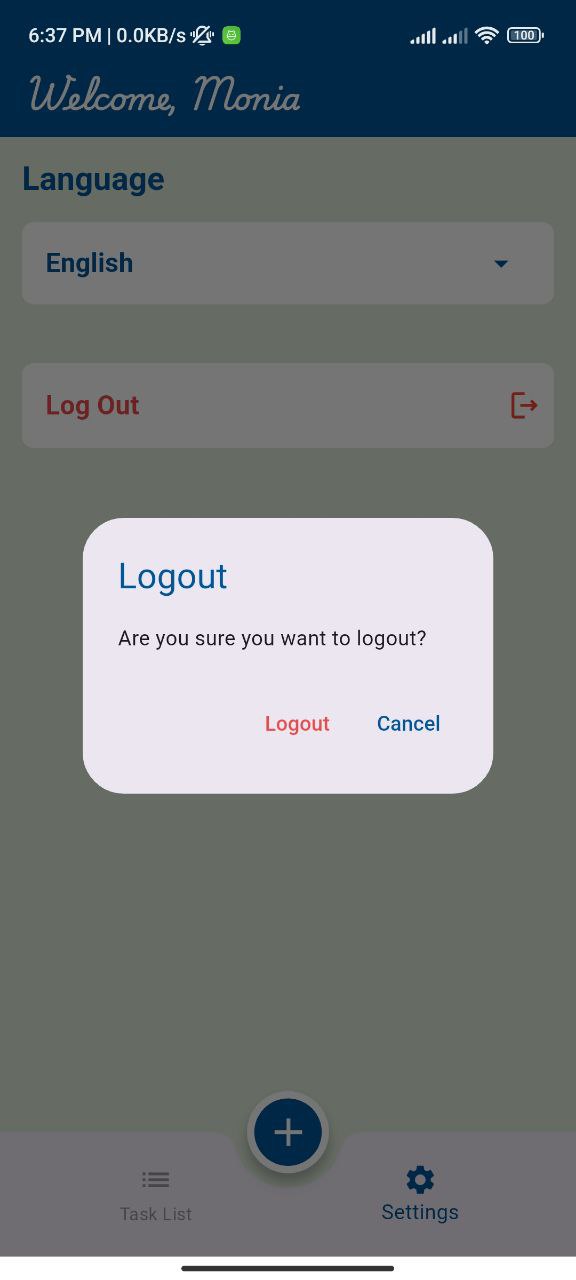 6:37 PM | 0.0KB/s
100
Welcome, Monia
Language
English
Log Out
Logout
Are you sure you want to logout?
Logout Cancel
Task List Settings